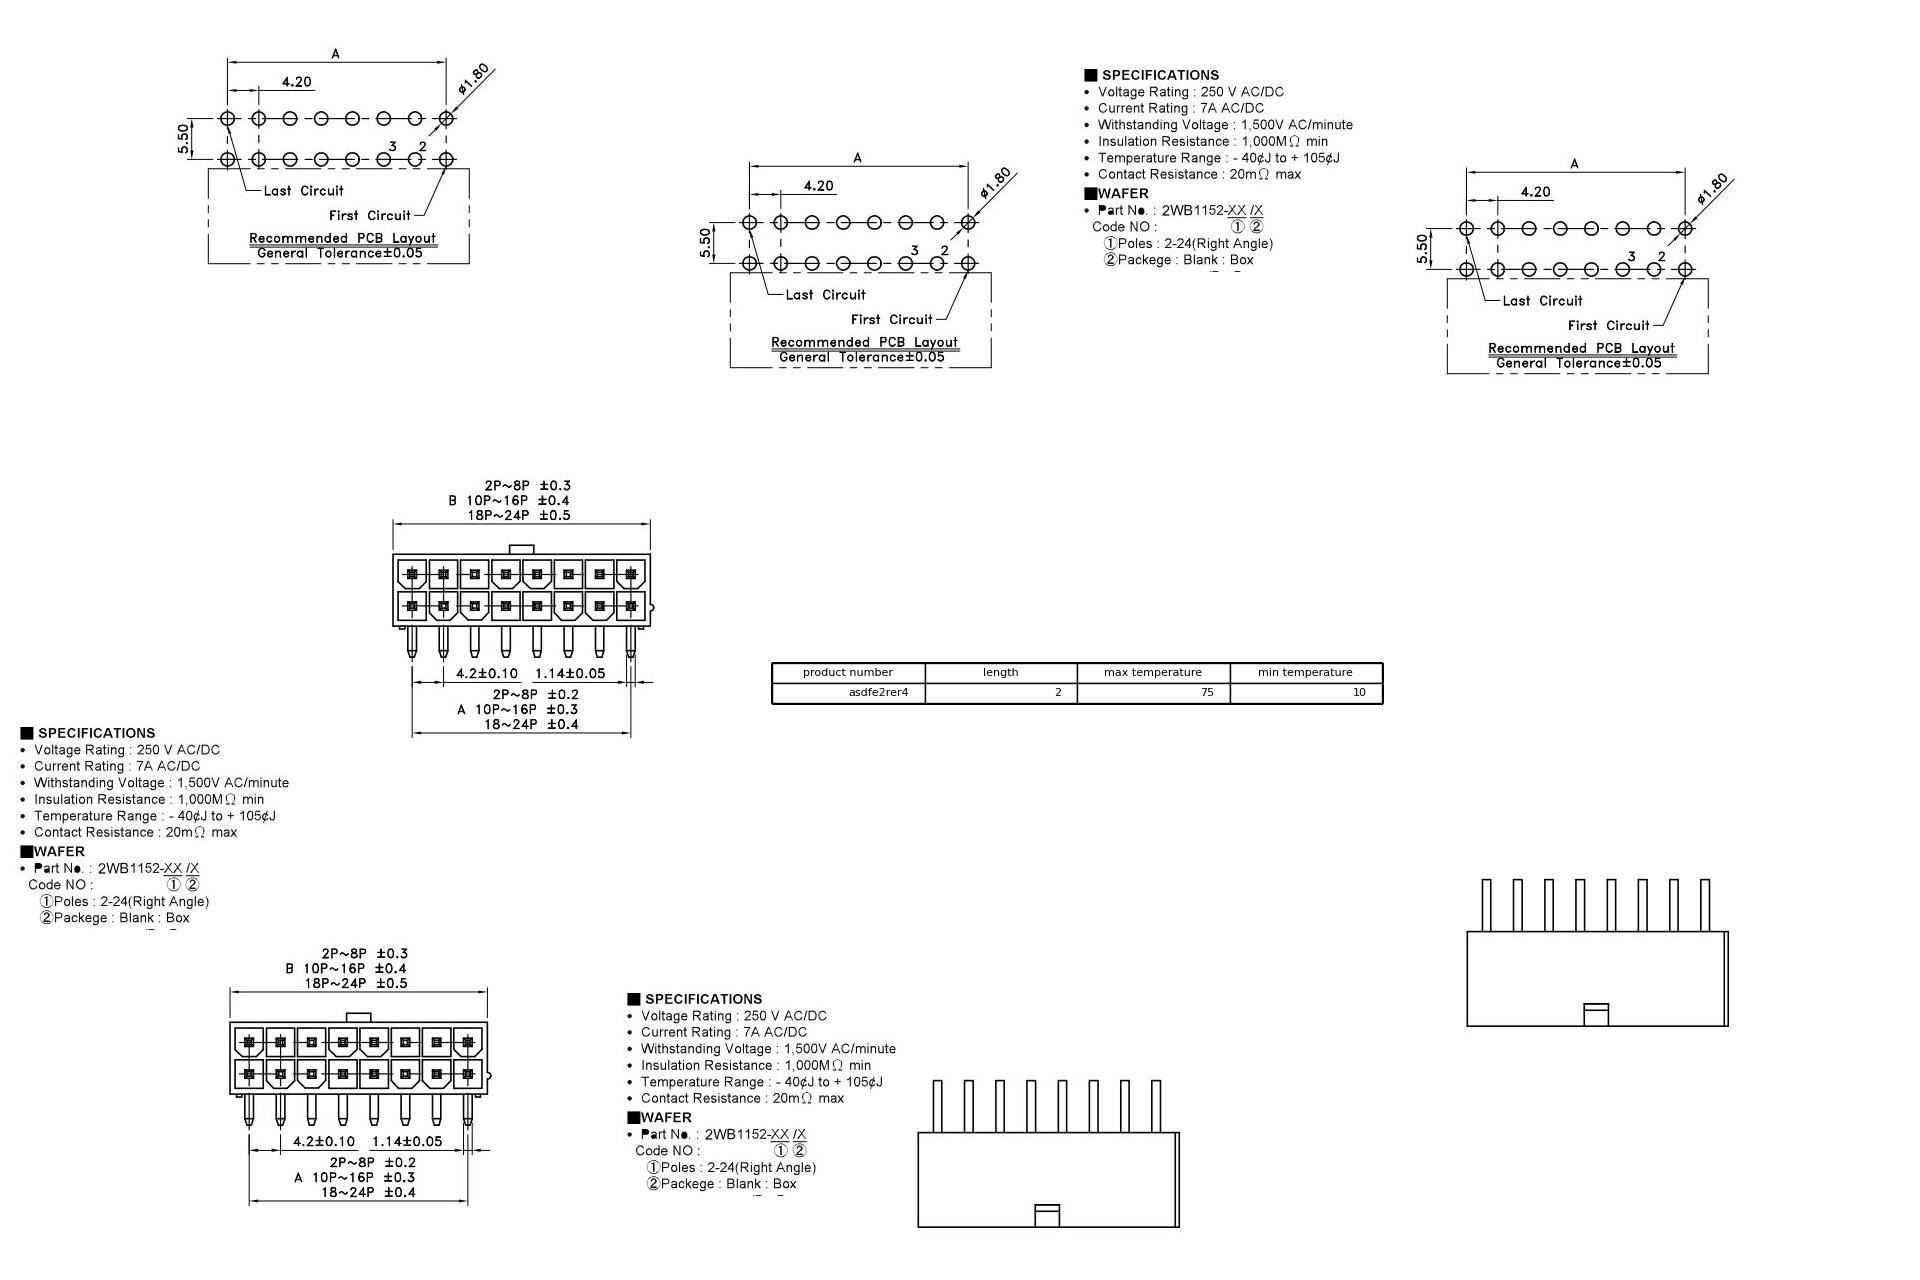 A
4.20
ø1.80
5.50
3 2
Last Circuit
First Circuit
Recommended PCB Layout
General Tolerance±0.05
A
4.20
ø1.80
5.50
3 2
Last Circuit
First Circuit
Recommended PCB Layout
General Tolerance±0.05
■ SPECIFICATIONS
• Voltage Rating : 250 V AC/DC
• Current Rating : 7A AC/DC
• Withstanding Voltage : 1,500V AC/minute
• Insulation Resistance : 1,000MΩ min
• Temperature Range : - 40¢J to + 105¢J
• Contact Resistance : 20mΩ max
■WAFER
• Part No. : 2WB1152-XX /X
Code NO : ① ②
①Poles : 2-24(Right Angle)
②Packege : Blank : Box
A
4.20
ø1.80
5.50
3 2
Last Circuit
First Circuit
Recommended PCB Layout
General Tolerance±0.05
2P~8P ±0.3
B 10P~16P ±0.4
18P~24P ±0.5
4.2±0.10 1.14±0.05
2P~8P ±0.2
A 10P~16P ±0.3
18~24P ±0.4
product number length max temperature min temperature
asdfe2rer4 2 75 10
■ SPECIFICATIONS
• Voltage Rating : 250 V AC/DC
• Current Rating : 7A AC/DC
• Withstanding Voltage : 1,500V AC/minute
• Insulation Resistance : 1,000MΩ min
• Temperature Range : - 40¢J to + 105¢J
• Contact Resistance : 20mΩ max
■WAFER
• Part No. : 2WB1152-XX /X
Code NO : ① ②
①Poles : 2-24(Right Angle)
②Packege : Blank : Box
2P~8P ±0.3
B 10P~16P ±0.4
18P~24P ±0.5
4.2±0.10 1.14±0.05
2P~8P ±0.2
A 10P~16P ±0.3
18~24P ±0.4
■ SPECIFICATIONS
• Voltage Rating : 250 V AC/DC
• Current Rating : 7A AC/DC
• Withstanding Voltage : 1,500V AC/minute
• Insulation Resistance : 1,000MΩ min
• Temperature Range : - 40¢J to + 105¢J
• Contact Resistance : 20mΩ max
■WAFER
• Part No. : 2WB1152-XX /X
Code NO : ① ②
①Poles : 2-24(Right Angle)
②Packege : Blank : Box